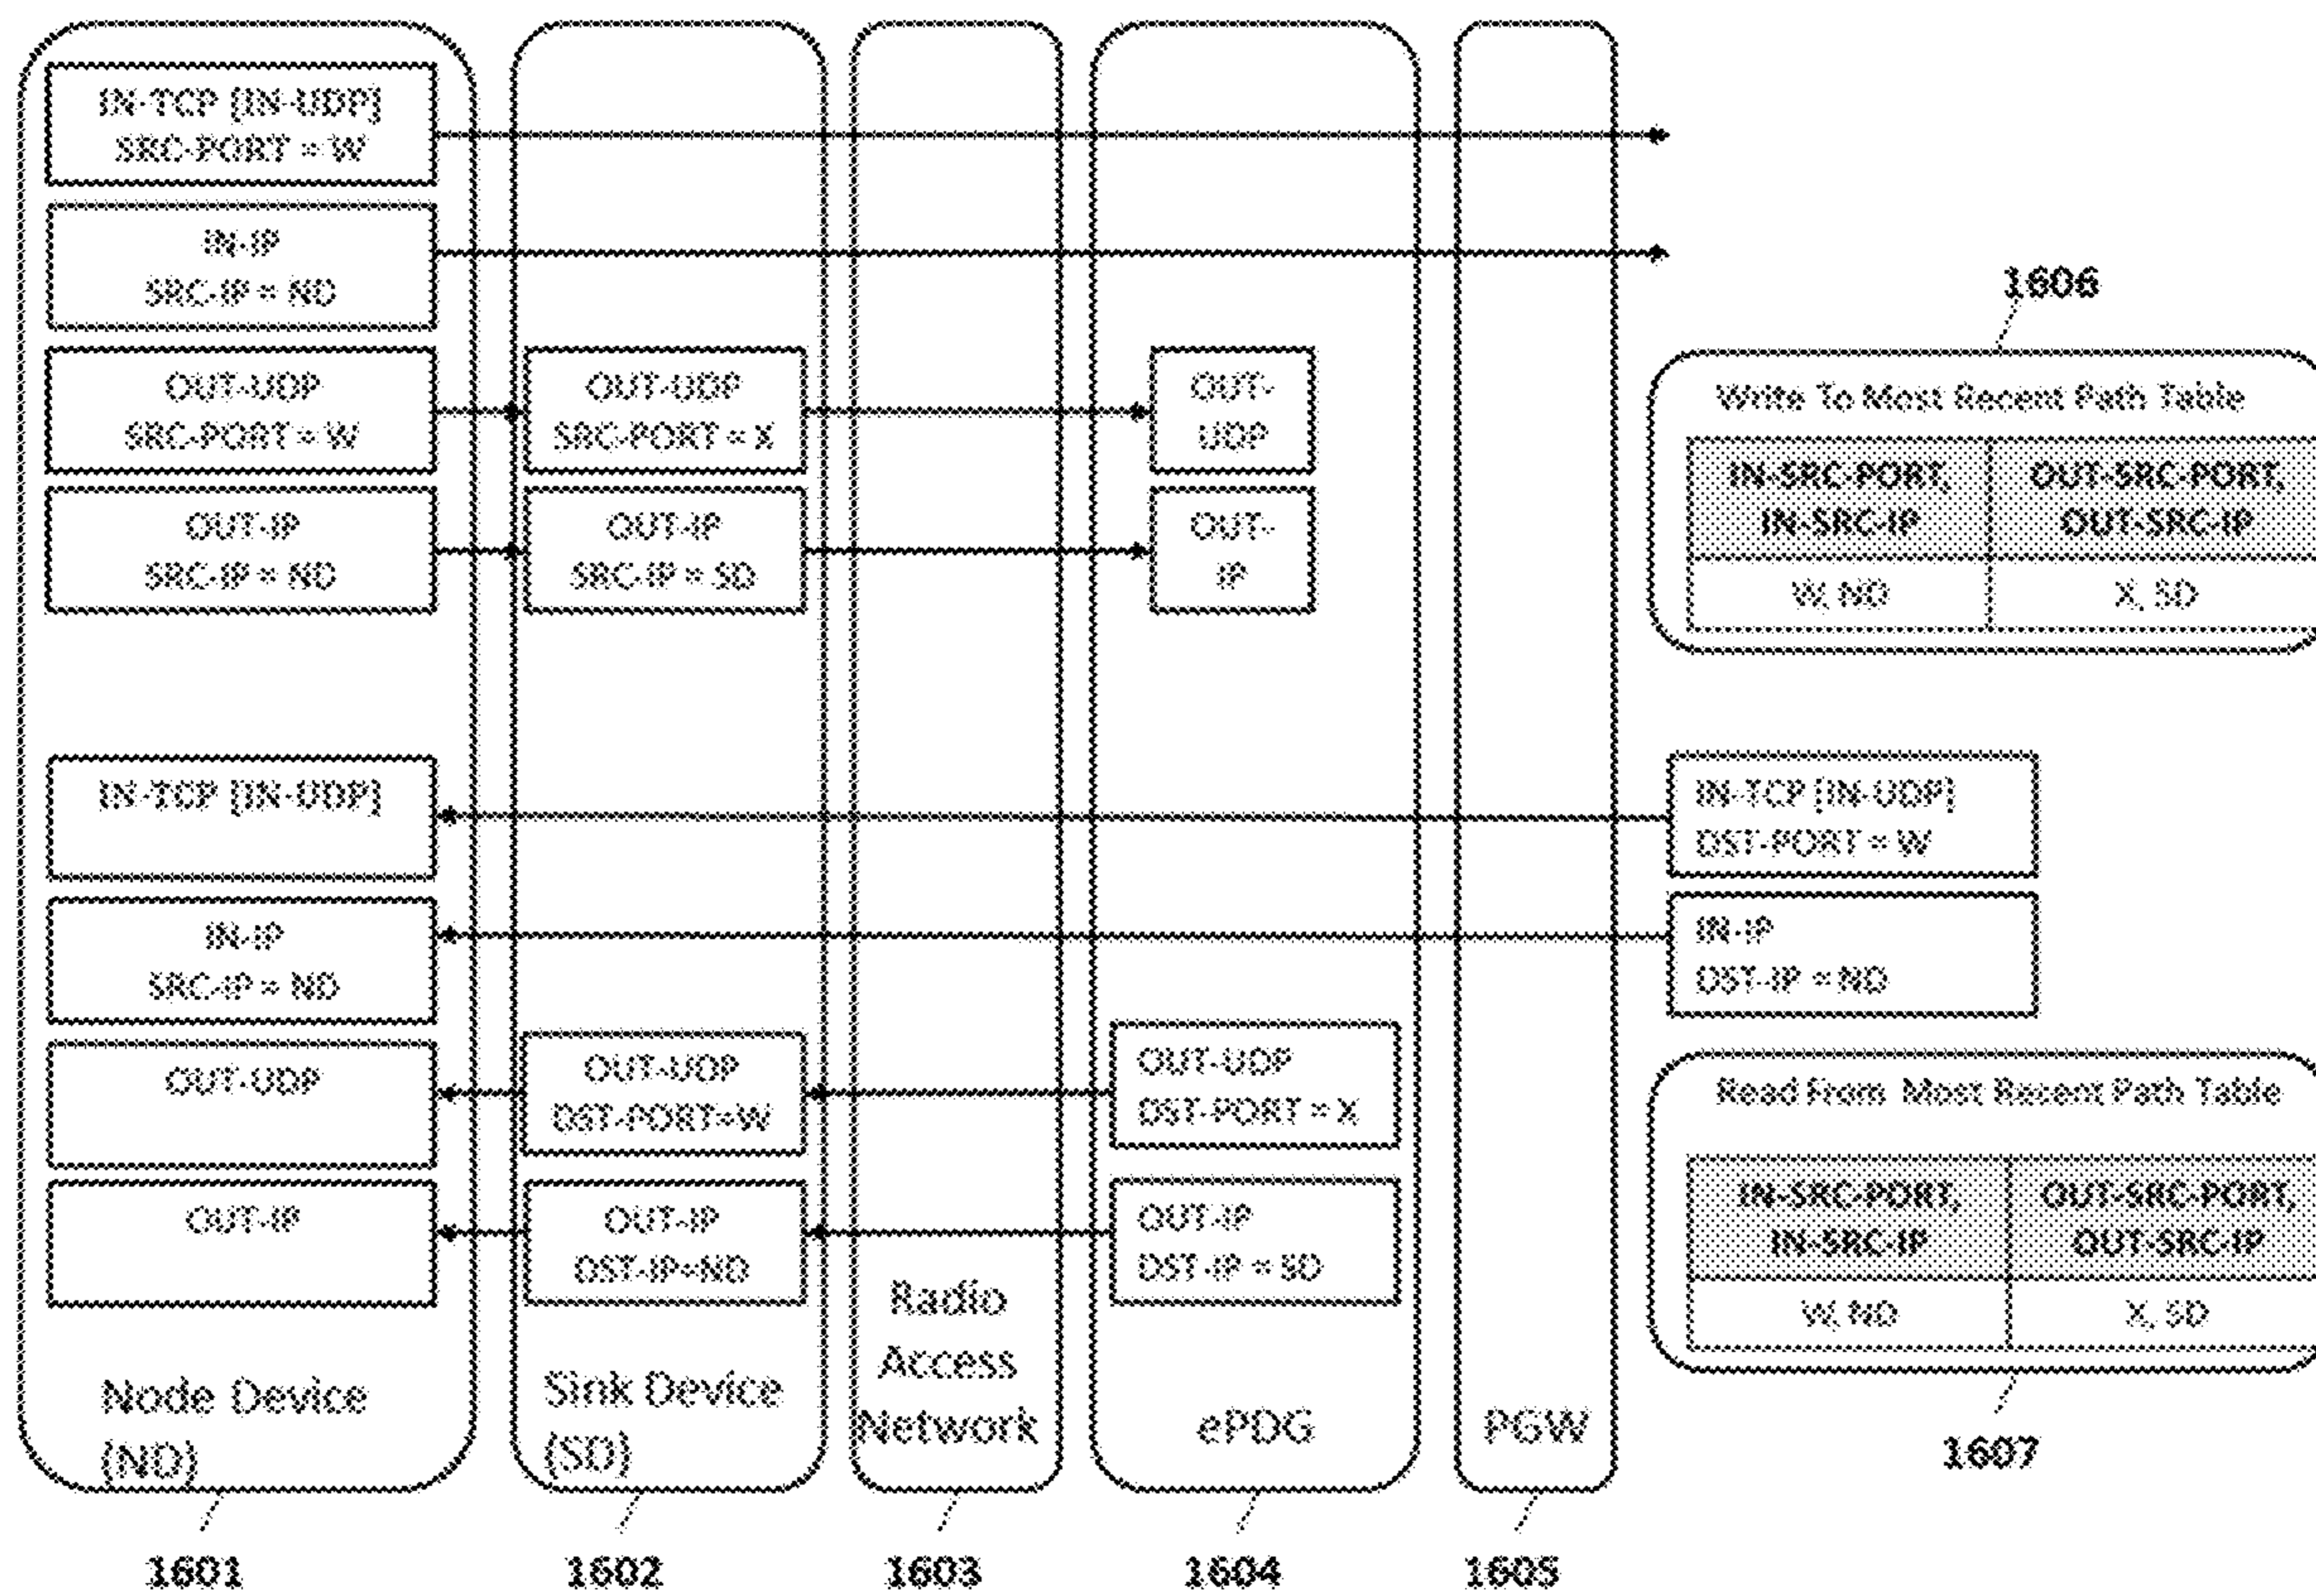 IN-TCP [IN-UDP]
SRC-PORT = W
IN-IP
SRC-IP = ND
OUT-UDP
SRC-PORT = W
OUT-UDP
SRC-PORT = X
OUT-
UDP
OUT-IP
SRC-IP = ND
OUT-IP
SRC-IP = SD
OUT-
IP
1606
Write To Most Recent Path Table
IN-SRC-PORT,
IN-SRC-IP
OUT-SRC-PORT,
OUT-SRC-IP
W, ND
X, SD
IN-TCP [IN-UDP]
IN-TCP [IN-UDP]
DST-PORT = W
IN-IP
SRC-IP = ND
IN-IP
DST-IP = ND
OUT-UDP
OUT-UDP
DST-PORT=W
OUT-UDP
DST-PORT = X
OUT-IP
OUT-IP
DST-IP=ND
OUT-IP
DST-IP = SD
Read From Most Recent Path Table
IN-SRC-PORT,
IN-SRC-IP
OUT-SRC-PORT,
OUT-SRC-IP
W, ND
X, SD
1607
Node Device
(ND)
Sink Device
(SD)
Radio
Access
Network
ePDG
PGW
1601
1602
1603
1604
1605